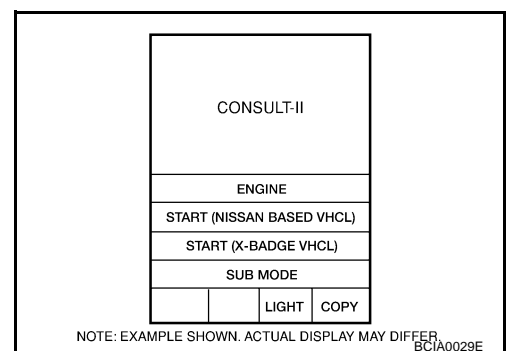 CONSULT-II
ENGINE
START (NISSAN BASED VHCL)
START (X-BADGE VHCL)
SUB MODE
LIGHT COPY
NOTE: EXAMPLE SHOWN. ACTUAL DISPLAY MAY DIFFER.
BCIA0029E